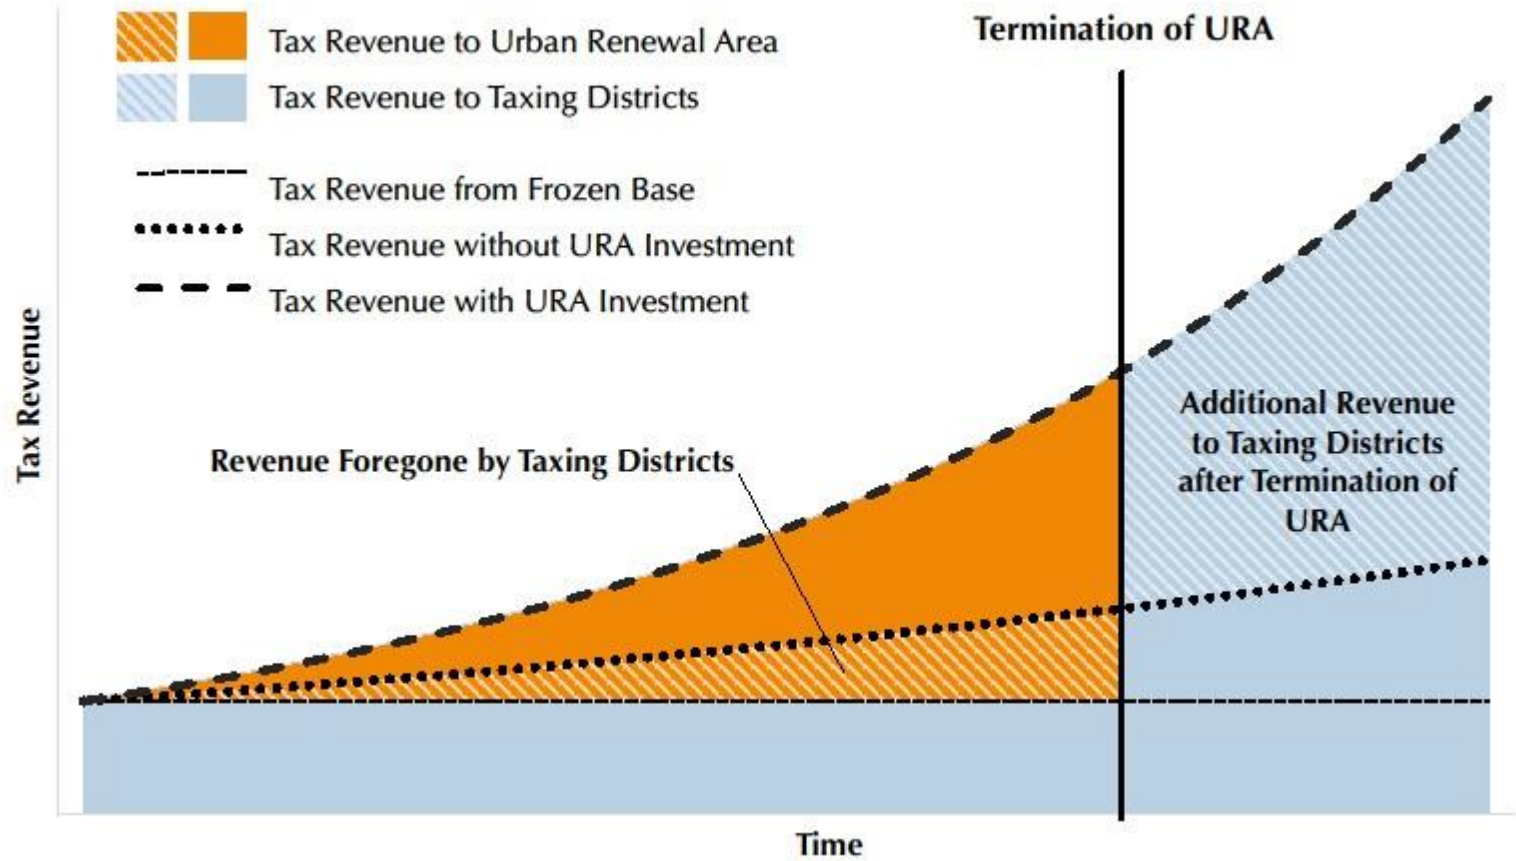 Tax Revenue to Urban Renewal Area
Tax Revenue to Taxing Districts
Tax Revenue from Frozen Base
Tax Revenue without URA Investment
Tax Revenue with URA Investment
Termination of URA
Tax Revenue
Revenue Foregone by Taxing Districts
Additional Revenue
to Taxing Districts
after Termination of
URA
Time